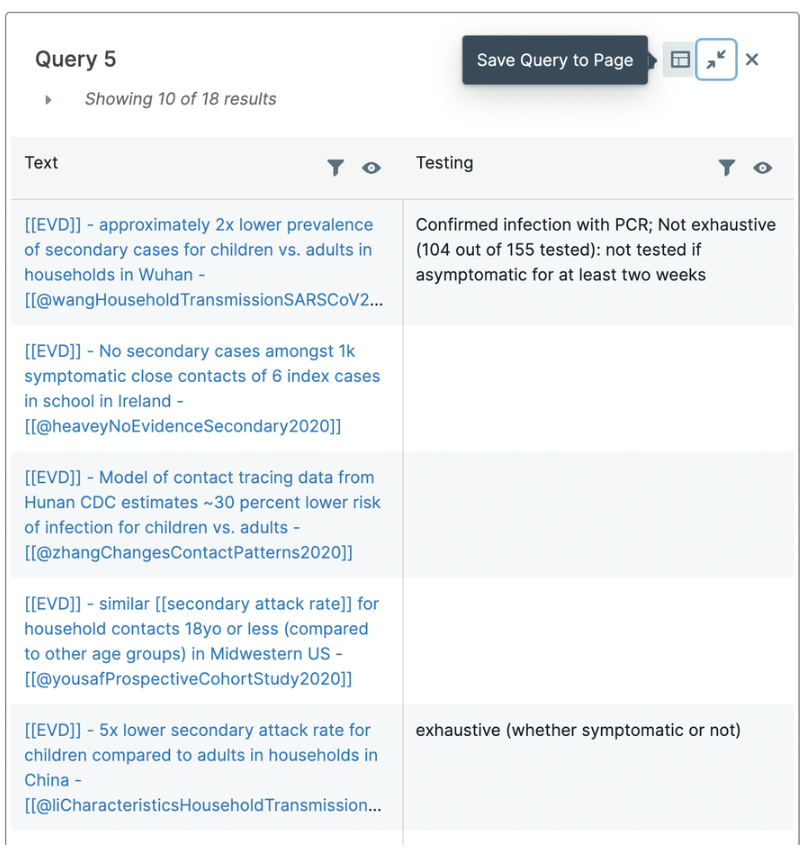 Query 5
Save Query to Page
Showing 10 of 18 results
Text
Testing
[[EVD]] - approximately 2x lower prevalence
of secondary cases for children vs. adults in
households in Wuhan -
[[@wangHouseholdTransmissionSARSCoV2...
Confirmed infection with PCR; Not exhaustive
(104 out of 155 tested): not tested if
asymptomatic for at least two weeks
[[EVD]] - No secondary cases amongst 1k
symptomatic close contacts of 6 index cases
in school in Ireland -
[[@heaveyNoEvidenceSecondary2020]]
[[EVD]] - Model of contact tracing data from
Hunan CDC estimates ~30 percent lower risk
of infection for children vs. adults -
[[@zhangChangesContactPatterns2020]]
[[EVD]] - similar [[secondary attack rate]] for
household contacts 18yo or less (compared
to other age groups) in Midwestern US -
[[@yousafProspectiveCohortStudy2020]]
[[EVD]] - 5x lower secondary attack rate for
children compared to adults in households in
China -
[[@liCharacteristicsHouseholdTransmission...
exhaustive (whether symptomatic or not)